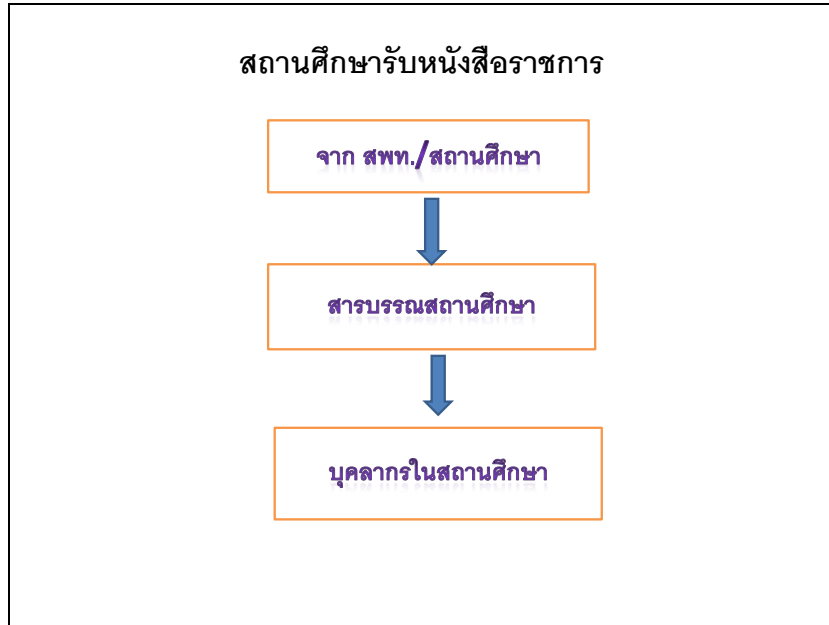 สถานศึกษารับหนังสือราชการ
จาก สพท./สถานศึกษา
สารบรรณสถานศึกษา
บุคลากรในสถานศึกษา